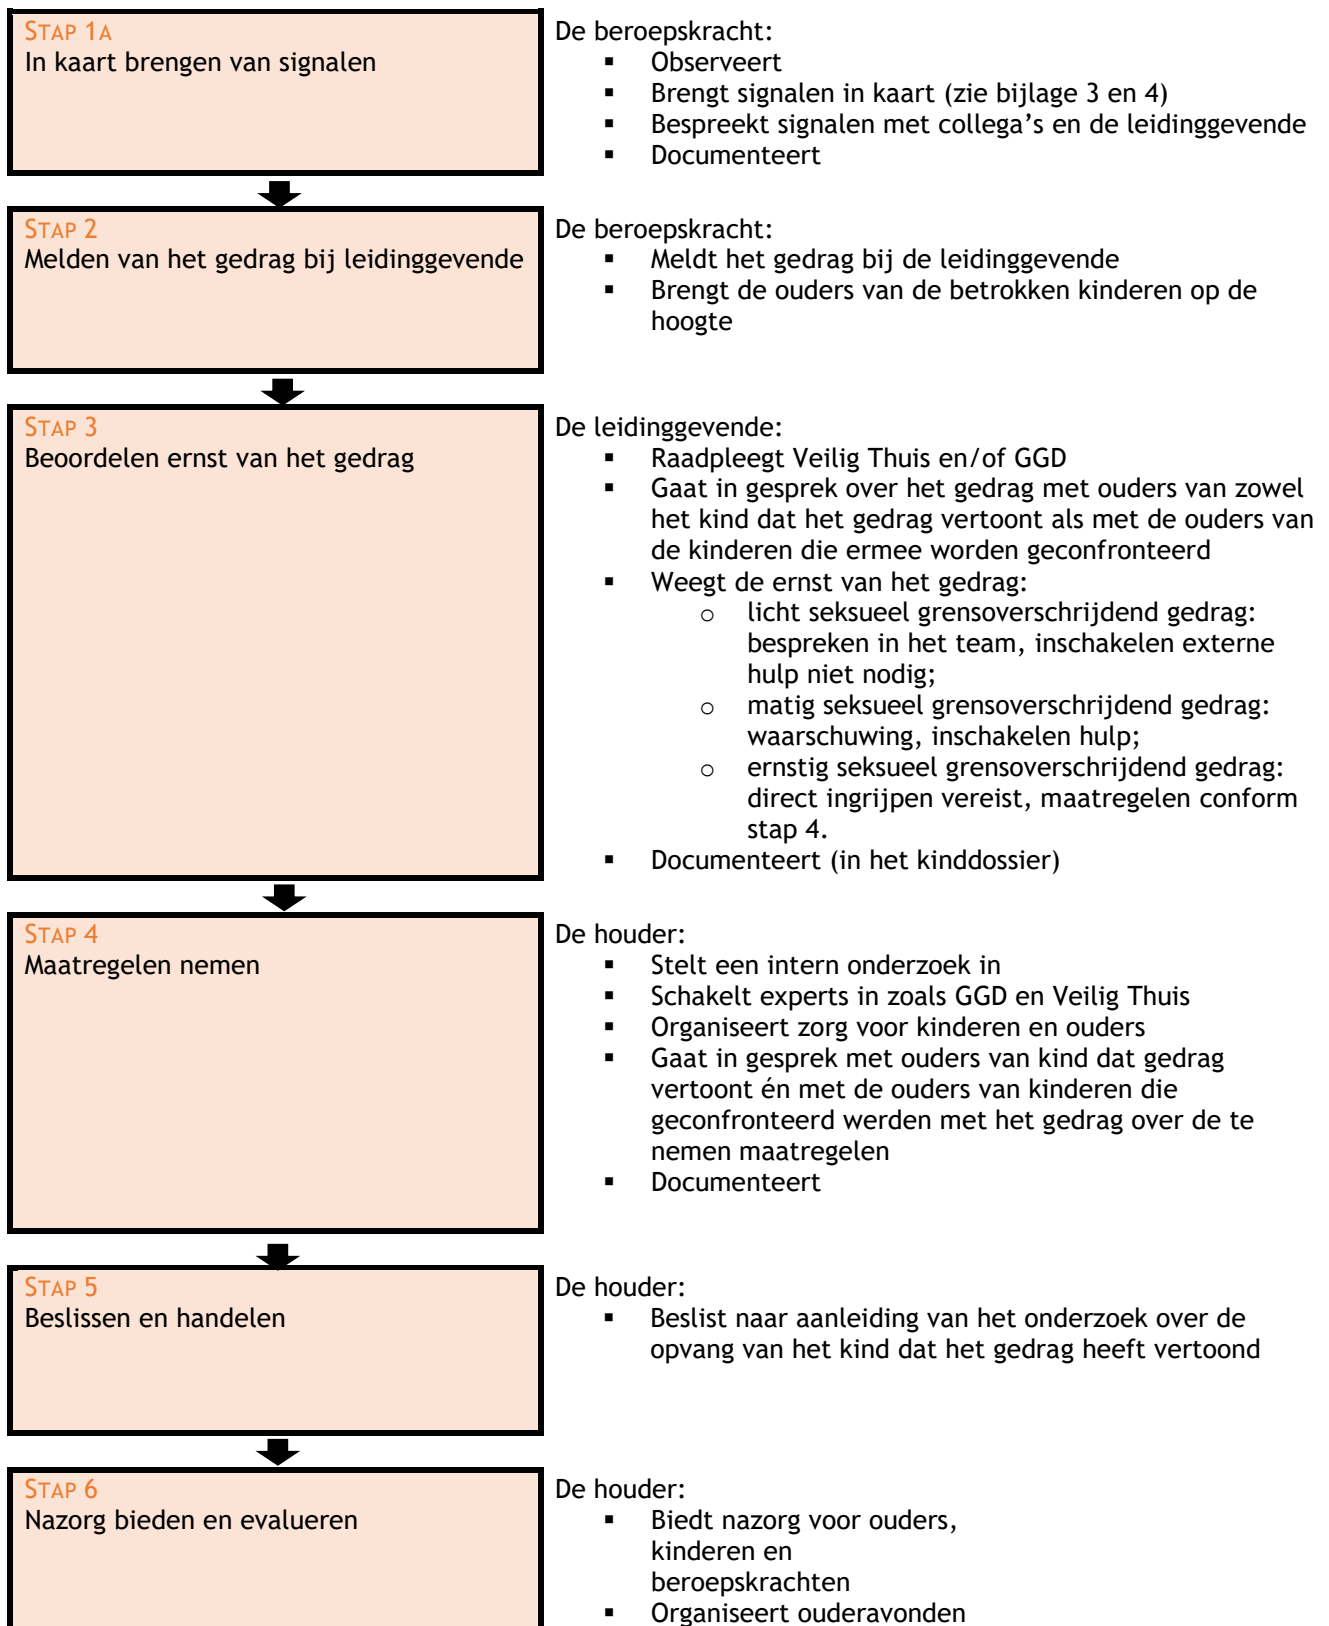 STAP 1A
In kaart brengen van signalen
De beroepskracht:
▪ Observeert
▪ Brengt signalen in kaart (zie bijlage 3 en 4)
▪ Bespreekt signalen met collega’s en de leidinggevende
▪ Documenteert
STAP 2
Melden van het gedrag bij leidinggevende
De beroepskracht:
▪ Meldt het gedrag bij de leidinggevende
▪ Brengt de ouders van de betrokken kinderen op de
hoogte
STAP 3
Beoordelen ernst van het gedrag
De leidinggevende:
▪ Raadpleegt Veilig Thuis en/of GGD
▪ Gaat in gesprek over het gedrag met ouders van zowel
het kind dat het gedrag vertoont als met de ouders van
de kinderen die ermee worden geconfronteerd
▪ Weegt de ernst van het gedrag:
o licht seksueel grensoverschrijdend gedrag:
bespreken in het team, inschakelen externe
hulp niet nodig;
o matig seksueel grensoverschrijdend gedrag:
waarschuwing, inschakelen hulp;
o ernstig seksueel grensoverschrijdend gedrag:
direct ingrijpen vereist, maatregelen conform
stap 4.
▪ Documenteert (in het kinddossier)
STAP 4
Maatregelen nemen
De houder:
▪ Stelt een intern onderzoek in
▪ Schakelt experts in zoals GGD en Veilig Thuis
▪ Organiseert zorg voor kinderen en ouders
▪ Gaat in gesprek met ouders van kind dat gedrag
vertoont én met de ouders van kinderen die
geconfronteerd werden met het gedrag over de te
nemen maatregelen
▪ Documenteert
STAP 5
Beslissen en handelen
De houder:
▪ Beslist naar aanleiding van het onderzoek over de
opvang van het kind dat het gedrag heeft vertoond
STAP 6
Nazorg bieden en evalueren
De houder:
▪ Biedt nazorg voor ouders,
kinderen en
beroepskrachten
▪ Organiseert ouderavonden